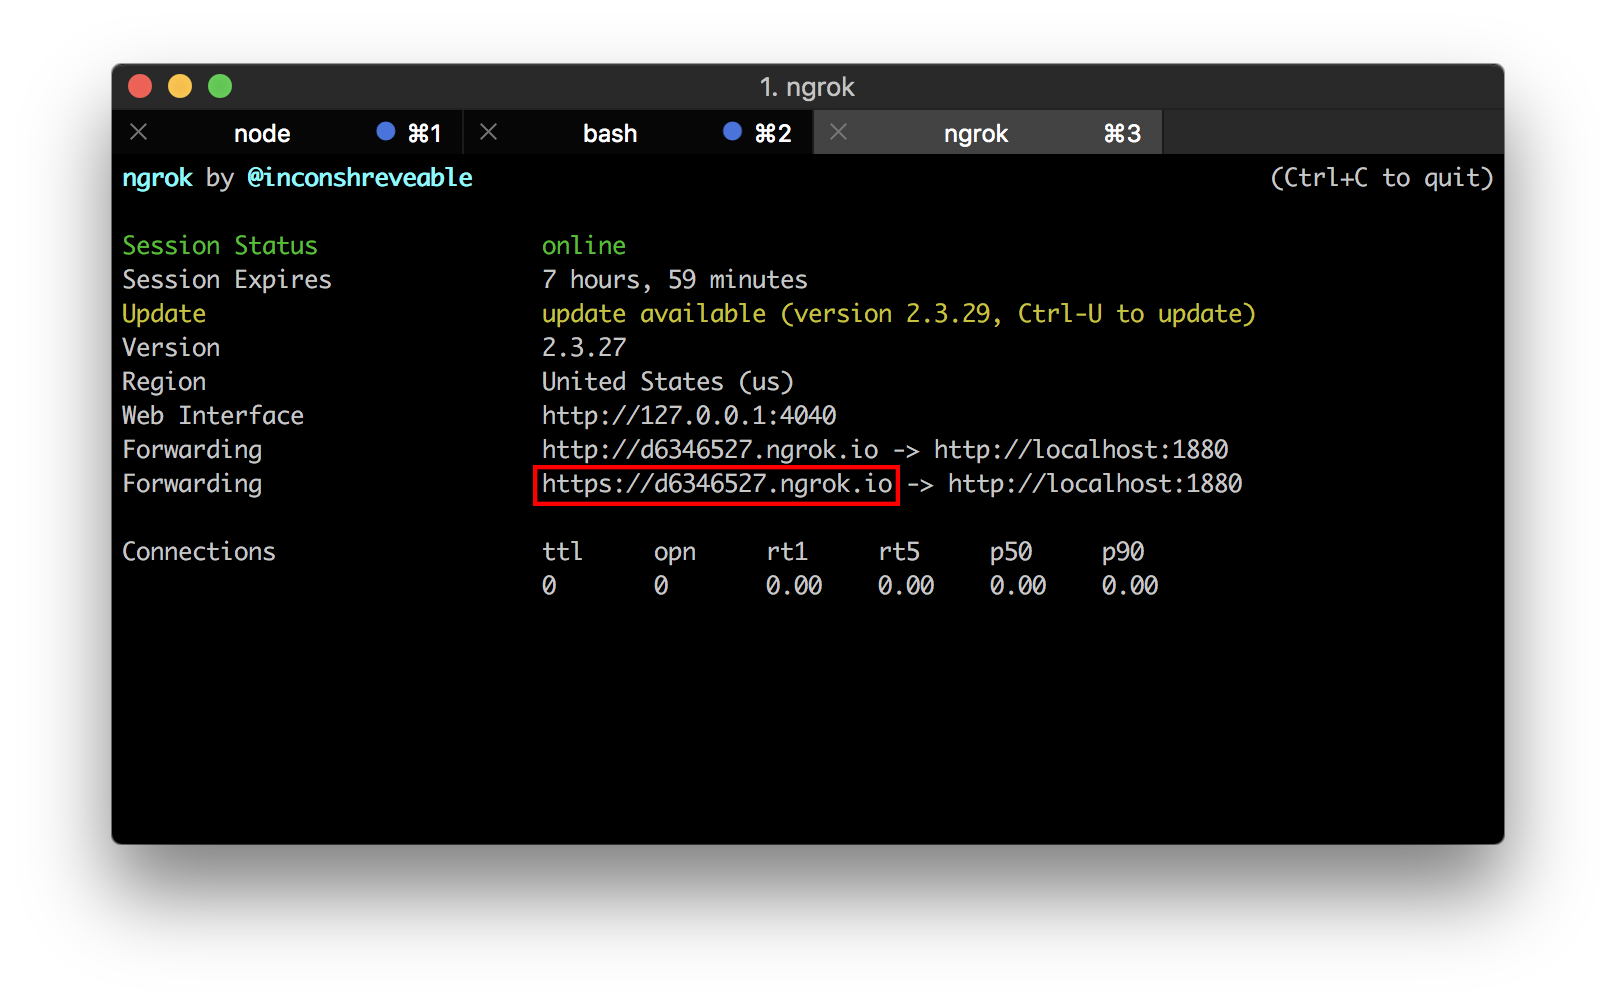 1. ngrok
node ⌘1 bash ⌘2 ngrok ⌘3
ngrok by @inconshreveable (Ctrl+C to quit)
Session Status online
Session Expires 7 hours, 59 minutes
Update update available (version 2.3.29, Ctrl-U to update)
Version 2.3.27
Region United States (us)
Web Interface http://127.0.0.1:4040
Forwarding http://d6346527.ngrok.io -> http://localhost:1880
Forwarding https://d6346527.ngrok.io -> http://localhost:1880
Connections ttl opn rt1 rt5 p50 p90
0 0 0.00 0.00 0.00 0.00